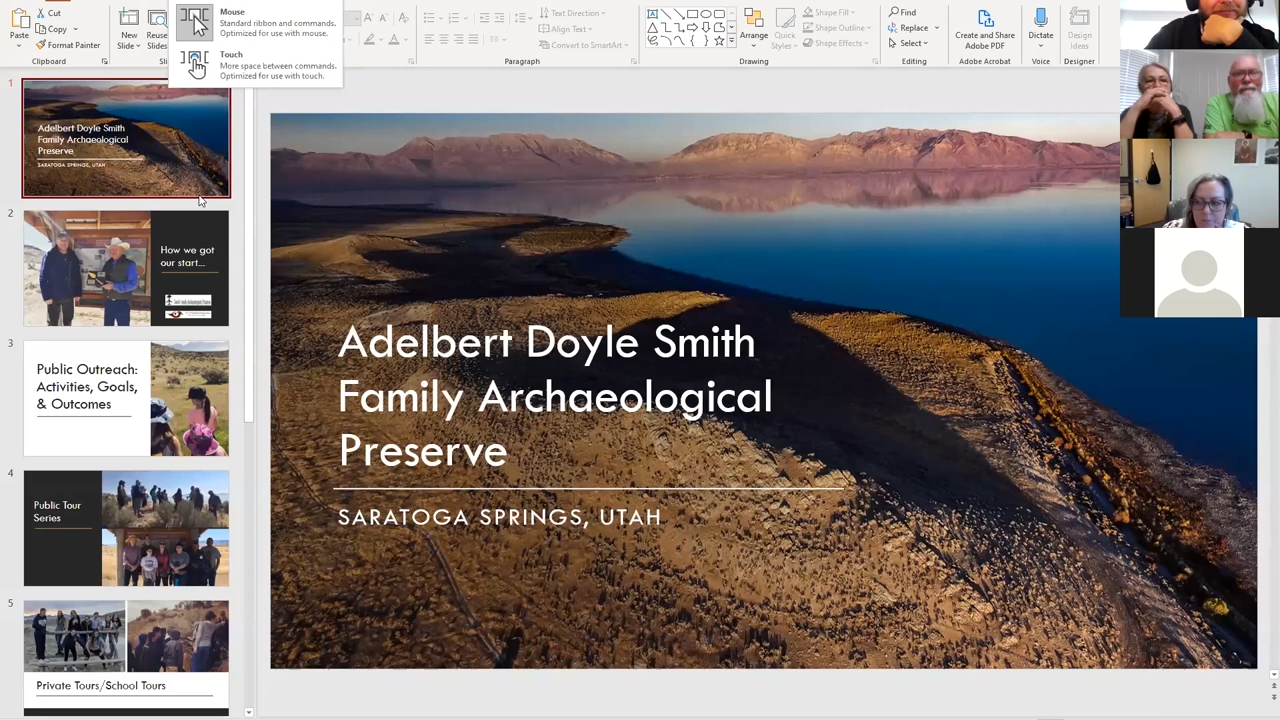 Cut
Copy
Format Painter
Paste
Clipboard
New
Slide
Reuse
Slides
Mouse
Standard ribbon and commands.
Optimized for use with mouse.
Touch
More space between commands.
Optimized for use with touch.
Text Direction
Align Text
Convert to SmartArt
Paragraph
Arrange
Quick
Styles
Shape Fill
Shape Outline
Shape Effects
Drawing
Find
Replace
Select
Editing
Create and Share
Adobe PDF
Adobe Acrobat
Dictate
Voice
Design
Ideas
Designer
1
Adelbert Doyle Smith
Family Archaeological
Preserve
SARATOGA SPRINGS, UTAH
2
How we got
our start...
3
Public Outreach:
Activities, Goals,
& Outcomes
4
Public Tour
Series
5
Private Tours/School Tours
Adelbert Doyle Smith
Family Archaeological
Preserve
SARATOGA SPRINGS, UTAH